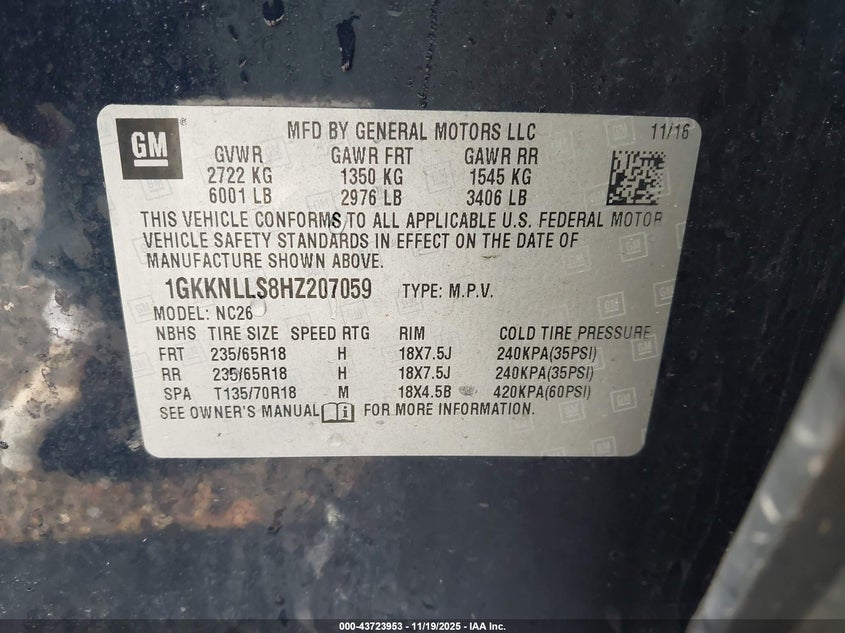 GM ®
MFD BY GENERAL MOTORS LLC 11/16
GVWR GAWR FRT GAWR RR
2722 KG 1350 KG 1545 KG
6001 LB 2976 LB 3406 LB
THIS VEHICLE CONFORMS TO ALL APPLICABLE U.S. FEDERAL MOTOR
VEHICLE SAFETY STANDARDS IN EFFECT ON THE DATE OF
MANUFACTURE SHOWN ABOVE.
1GKKNLLS8HZ207059 TYPE: M.P.V.
MODEL: NC26
NBHS TIRE SIZE SPEED RTG RIM COLD TIRE PRESSURE
FRT 235/65R18 H 18X7.5J 240KPA(35PSI)
RR 235/65R18 H 18X7.5J 240KPA(35PSI)
SPA T135/70R18 M 18X4.5B 420KPA(60PSI)
SEE OWNER'S MANUAL i FOR MORE INFORMATION.
000-43723953 - 11/19/2025 - IAA Inc.